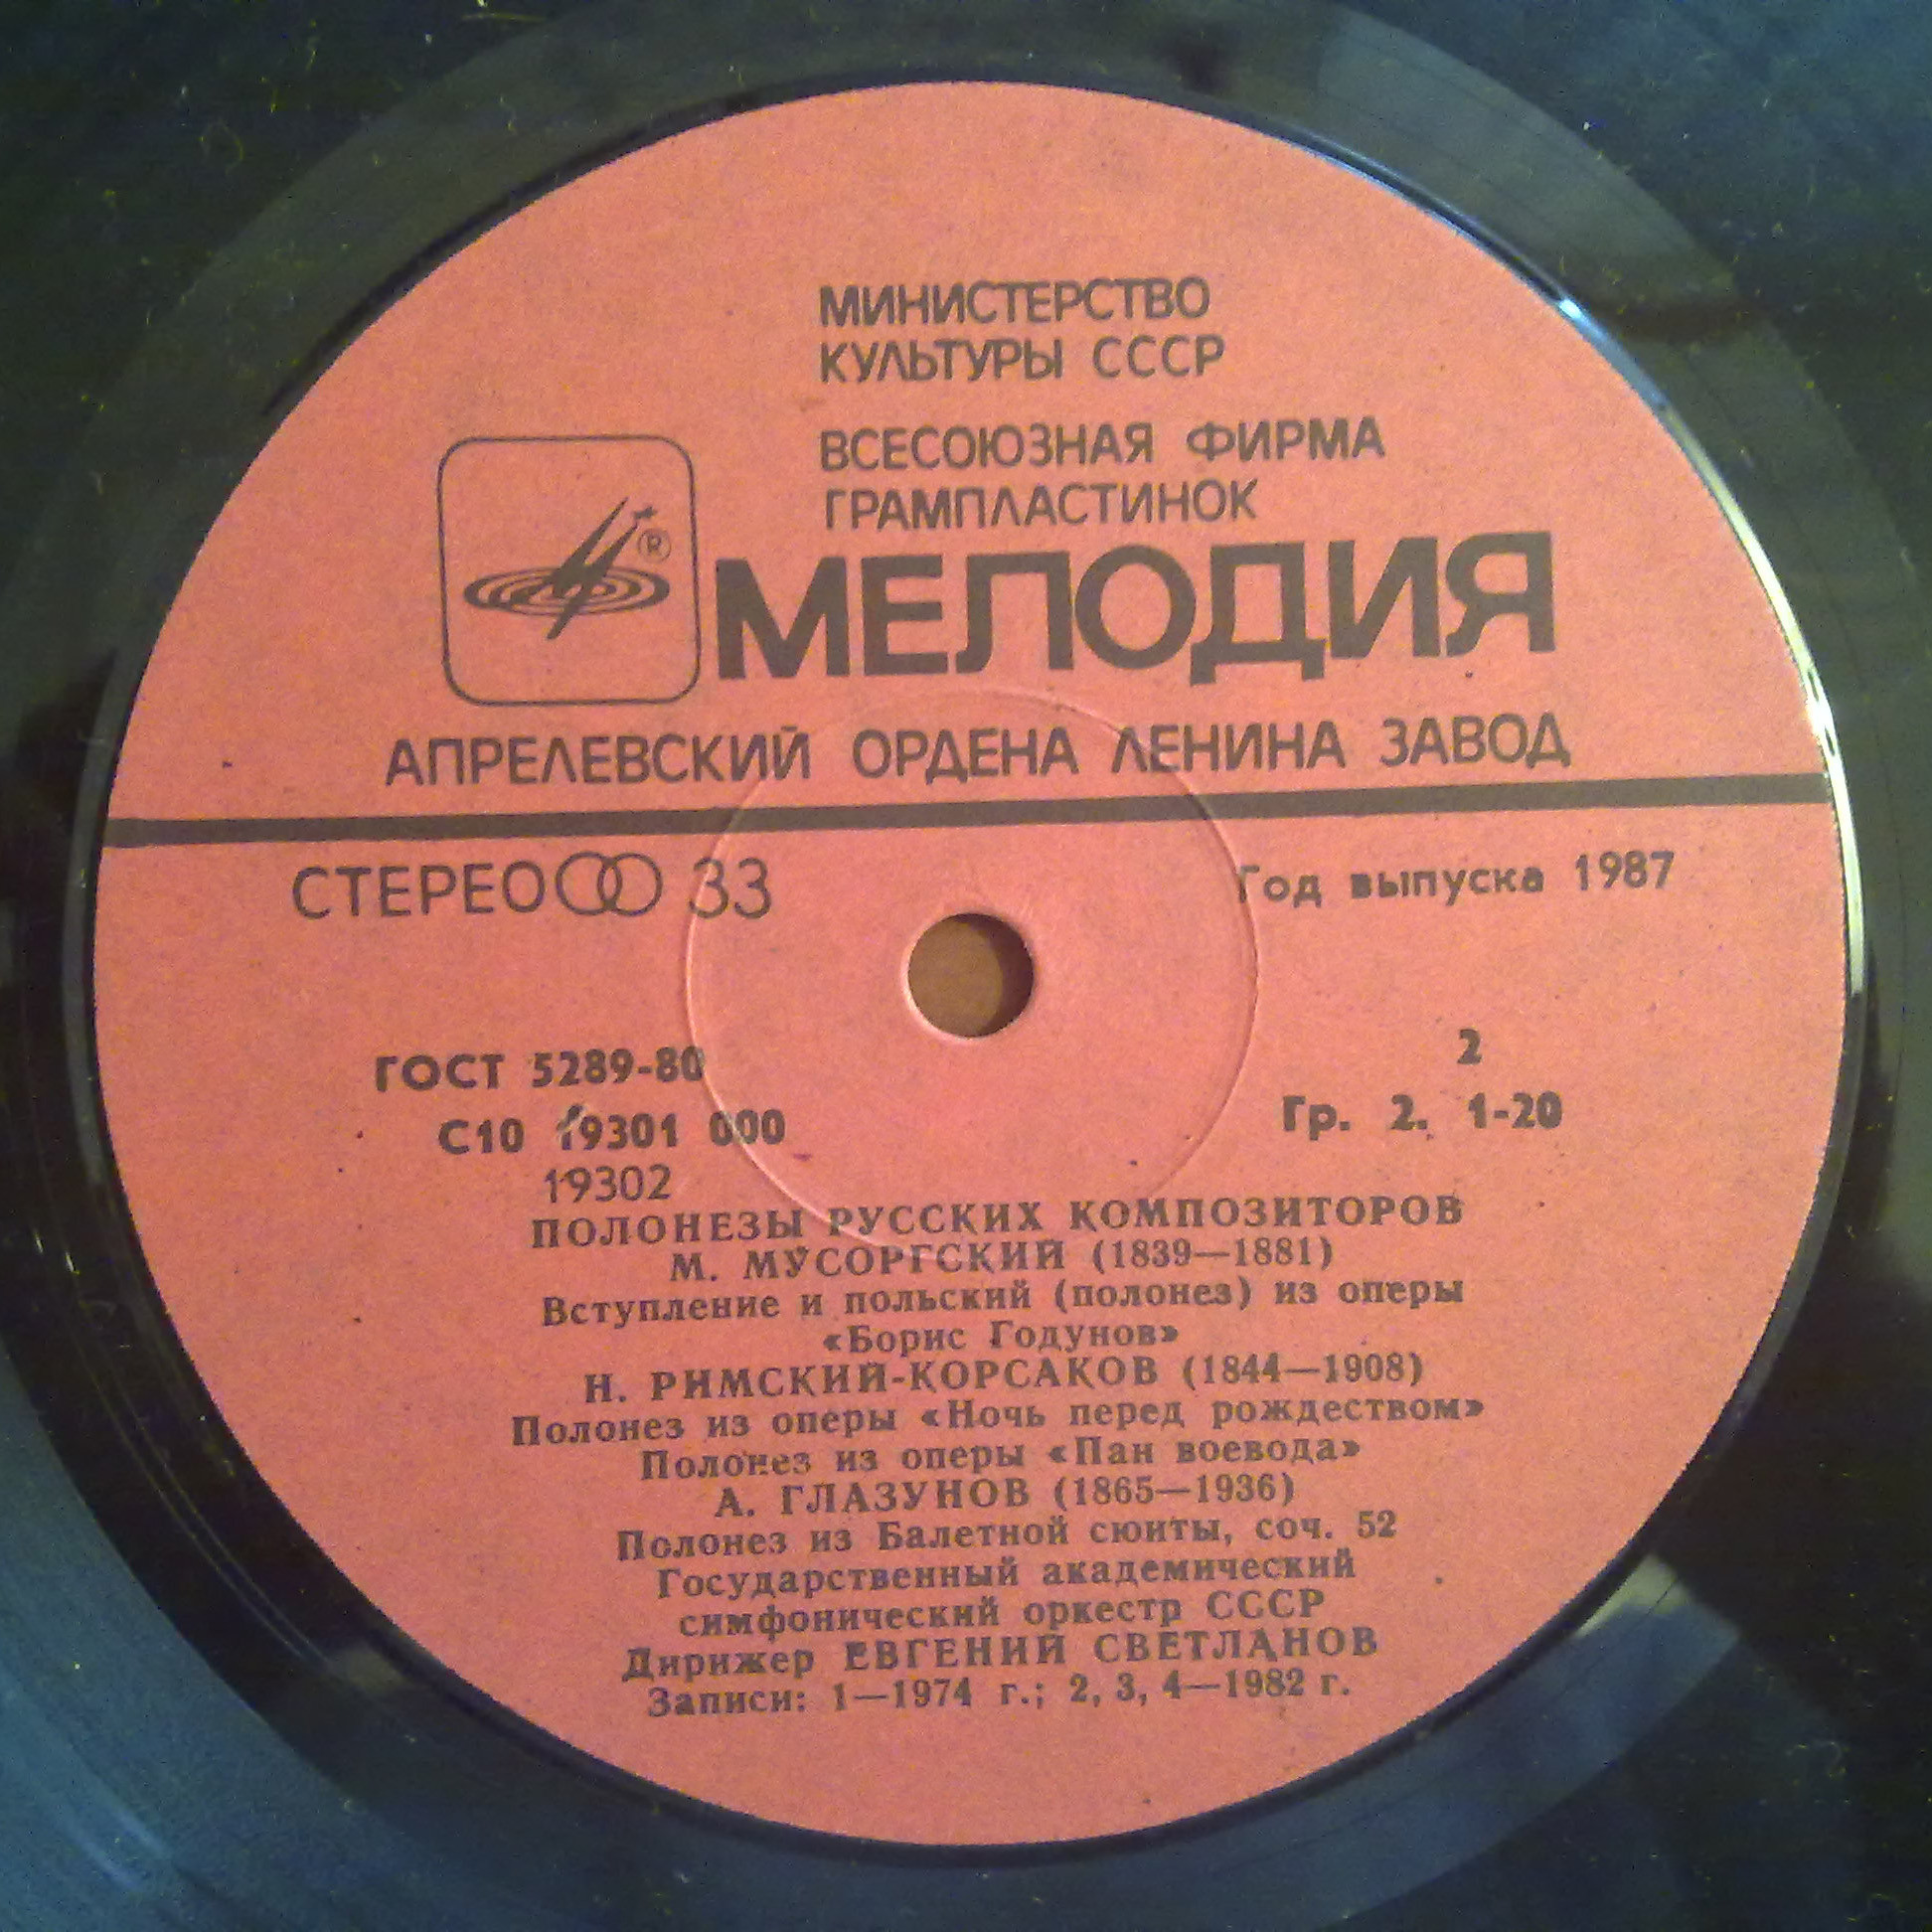 МИНИСТЕРСТВО
КУЛЬТУРЫ СССР
ВСЕСОЮЗНАЯ ФИРМА
ГРАМПЛАСТИНОК
®
МЕЛОДИЯ
АПРЕЛЕВСКИЙ ОРДЕНА ЛЕНИНА ЗАВОД
СТЕРЕО 33
Год выпуска 1987
ГОСТ 5289-80
2
С10 19301 000
Гр. 2. 1-20
19302
ПОЛОНЕЗЫ РУССКИХ КОМПОЗИТОРОВ
М. МУСОРГСКИЙ (1839—1881)
Вступление и польский (полонез) из оперы
«Борис Годунов»
Н. РИМСКИЙ-КОРСАКОВ (1844—1908)
Полонез из оперы «Ночь перед рождеством»
Полонез из оперы «Пан воевода»
А. ГЛАЗУНОВ (1865—1936)
Полонез из Балетной сюиты, соч. 52
Государственный академический
симфонический оркестр СССР
Дирижер ЕВГЕНИЙ СВЕТЛАНОВ
Записи: 1—1974 г.; 2, 3, 4—1982 г.